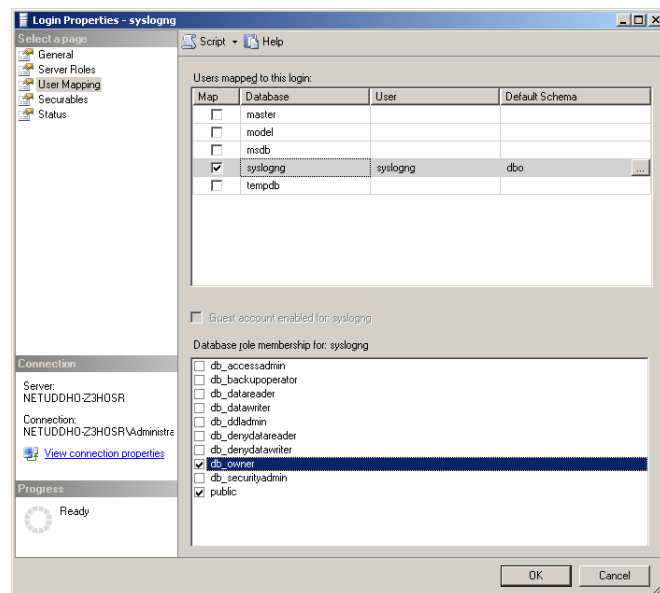 Login Properties - syslogng
Select a page
General
Server Roles
User Mapping
Securables
Status
Script Help
Users mapped to this login:
Map Database User Default Schema
master
model
msdb
syslogng syslogng dbo ...
tempdb
Guest account enabled for: syslogng
Database role membership for: syslogng
db_accessadmin
db_backupoperator
db_datareader
db_datawriter
db_ddladmin
db_denydatareader
db_denydatawriter
db_owner
db_securityadmin
public
Connection
Server:
NETUDDHO-Z3HOSR
Connection:
NETUDDHO-Z3HOSR\Administra
View connection properties
Progress
Ready
OK Cancel